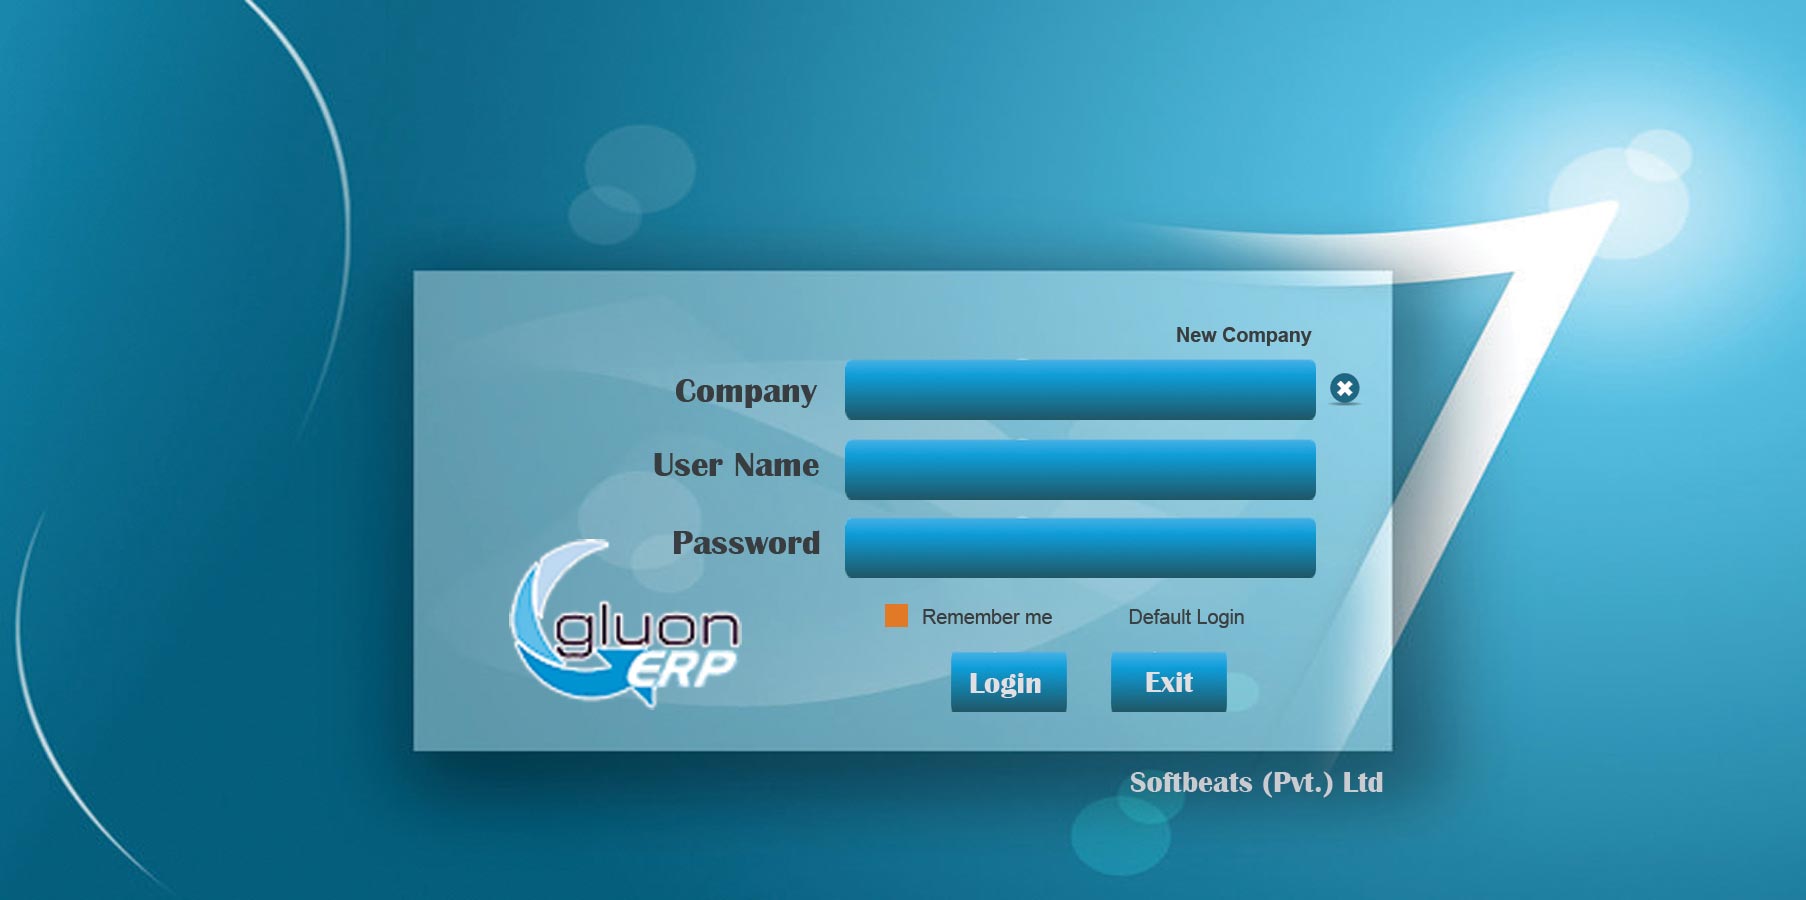 New Company
Company
User Name
Password
gluon
ERP
Remember me
Default Login
Login
Exit
Softbeats (Pvt.) Ltd